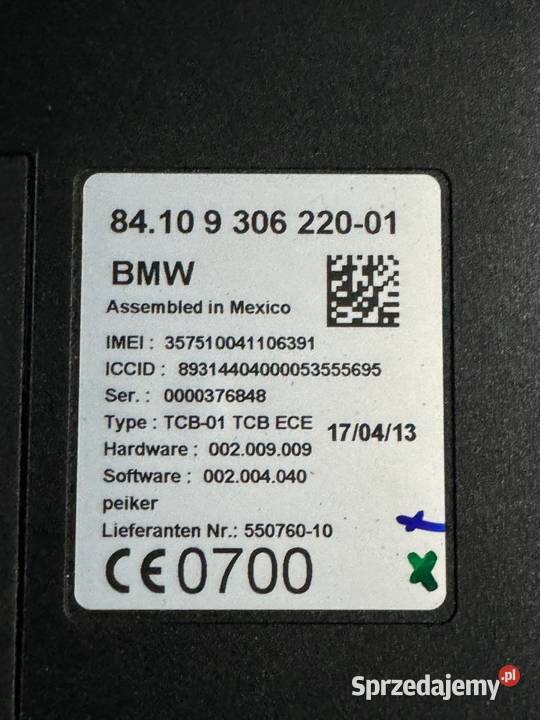 84.10 9 306 220-01
BMW
Assembled in Mexico
IMEI : 357510041106391
ICCID : 89314404000053555695
Ser. : 0000376848
Type : TCB-01 TCB ECE
17/04/13
Hardware : 002.009.009
Software : 002.004.040
peiker
Lieferanten Nr.: 550760-10
CE0700
Sprzedajemy.pl